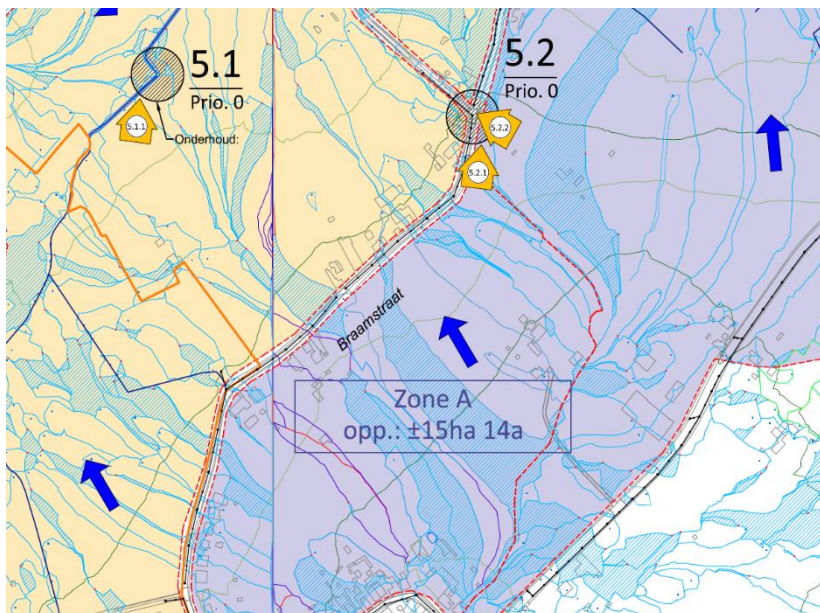 5.1
Prio. 0
5.1.1
Onderhoud:
5.2
Prio. 0
5.2.2
5.2.1
Braamstraat
Zone A
opp.: ±15ha 14a